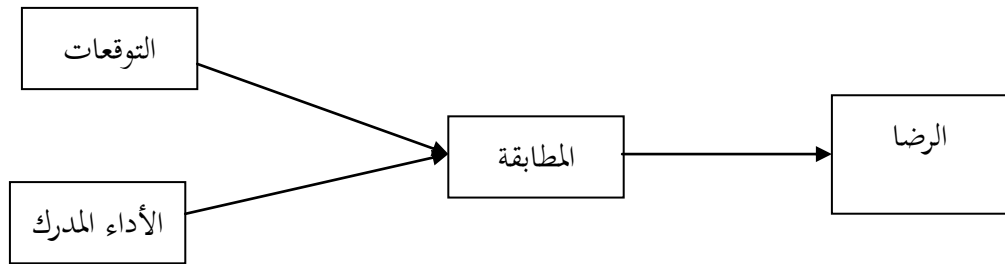 التوقعات
الأداء المدرك
المطابقة
الرضا